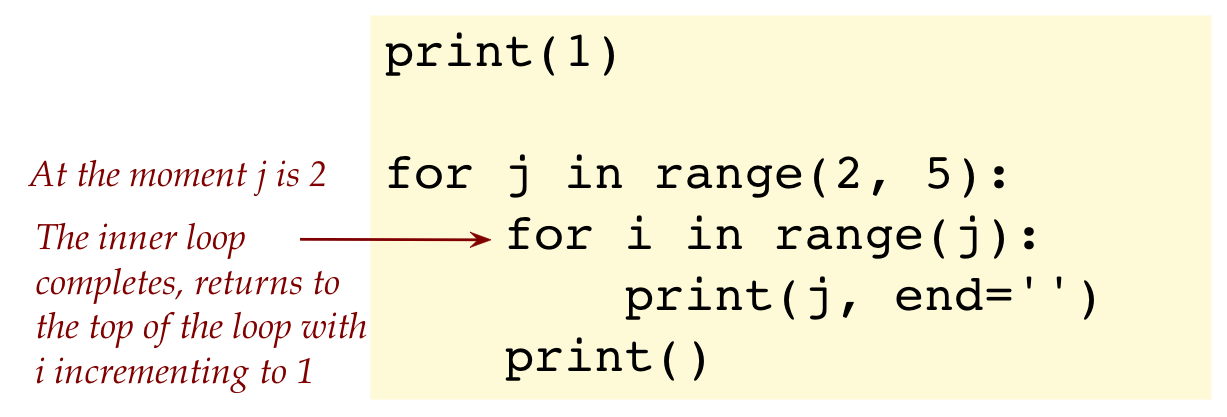 print(1)
At the moment j is 2
for j in range(2, 5):
The inner loop
completes, returns to
the top of the loop with
i incrementing to 1
    for i in range(j):
        print(j, end='')
    print()